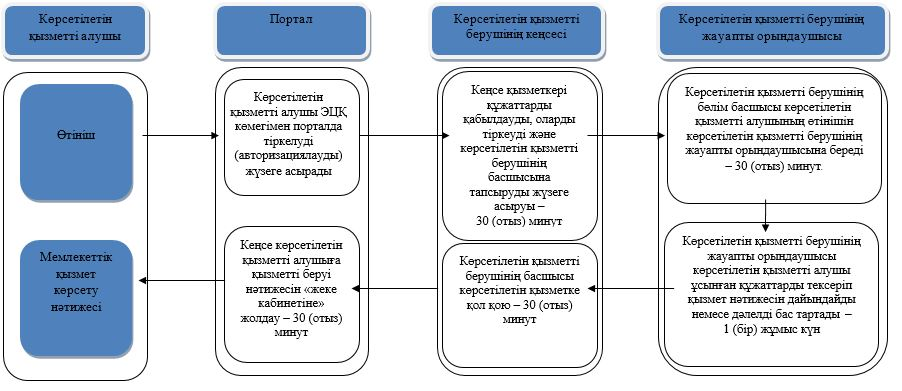 Көрсетілетін
қызметті алушы
Портал
Көрсетілетін қызметті
берушінің кеңсесі
Көрсетілетін қызметті берушінің
жауапты орындаушысы
Өтініш
Көрсетілетін
қызметті алушы ЭЦҚ
көмегімен порталда
тіркелуді
(авторизациялауды)
жүзеге асырады
Кеңсе қызметкері
құжаттарды
қабылдауды, оларды
тіркеуді және
көрсетілетін қызметті
берушінің
басшысына
тапсыруды жүзеге
асыруы –
30 (отыз) минут
Көрсетілетін қызметті берушінің
бөлім басшысы көрсетілетін
қызметті алушының өтінішін
көрсетілетін қызметті берушінің
жауапты орындаушысына береді
– 30 (отыз) минут.
Көрсетілетін қызметті берушінің
жауапты орындаушысы
көрсетілетін қызметті алушы
ұсынған құжаттарды тексеріп
қызмет нәтижесін дайындайды
немесе дәлелді бас тартады –
1 (бір) жұмыс күн
Көрсетілетін қызметті
берушінің басшысы
көрсетілетін қызметке
қол қою – 30 (отыз)
минут
Кеңсе көрсетілетін
қызметті алушыға
қызметті беруі
нәтижесін «жеке
кабинетіне»
жолдау – 30 (отыз)
минут
Мемлекеттік
қызмет
көрсету
нәтижесі